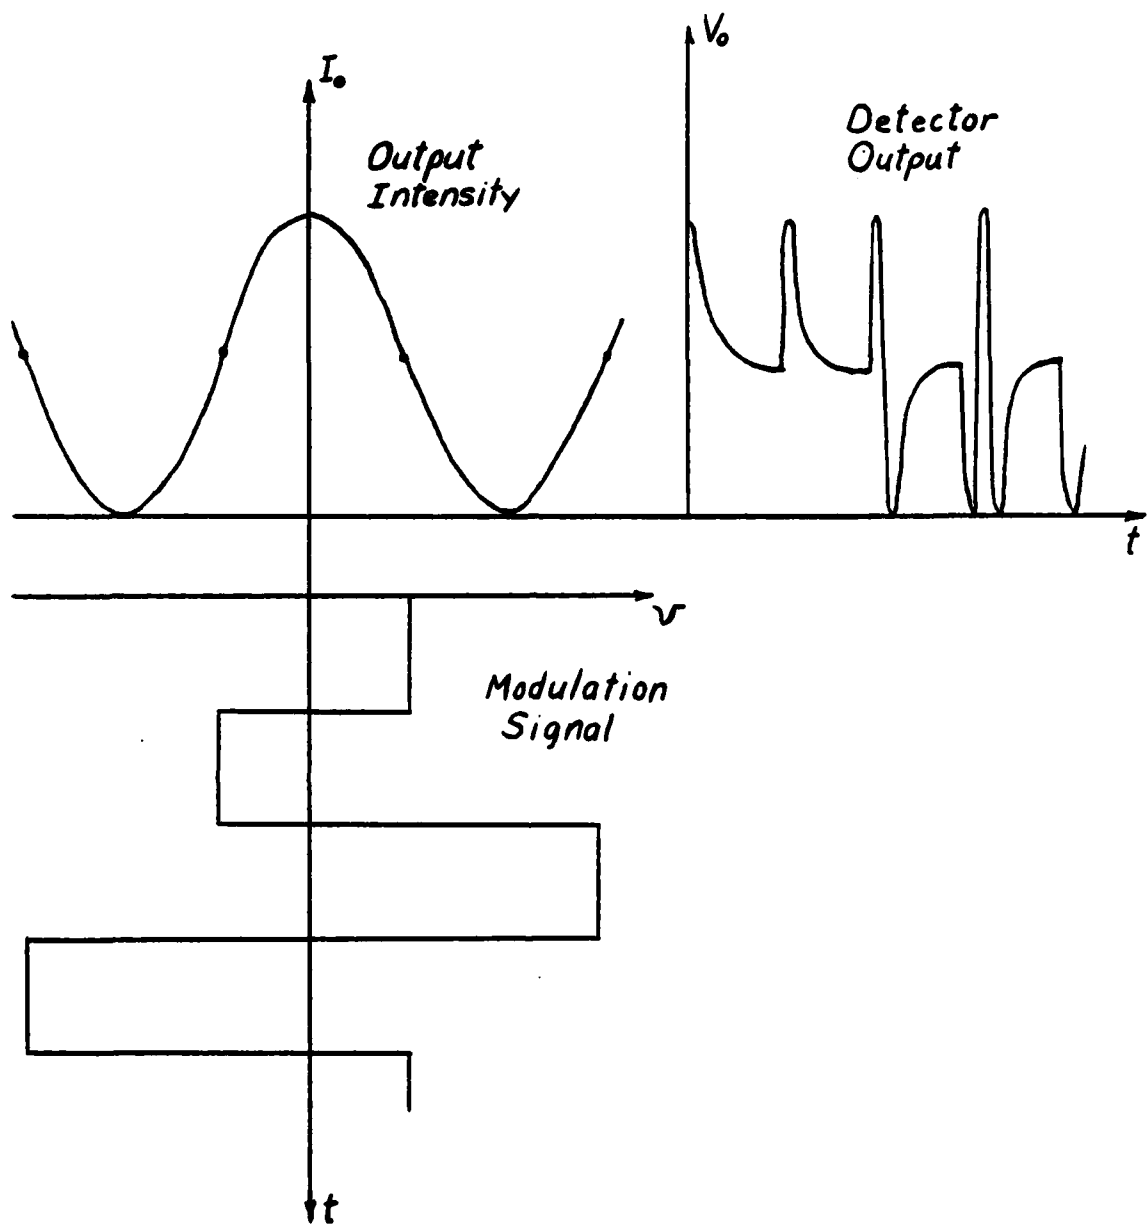 I₀
Output
Intensity
V₀
Detector
Output
t
v
Modulation
Signal
t